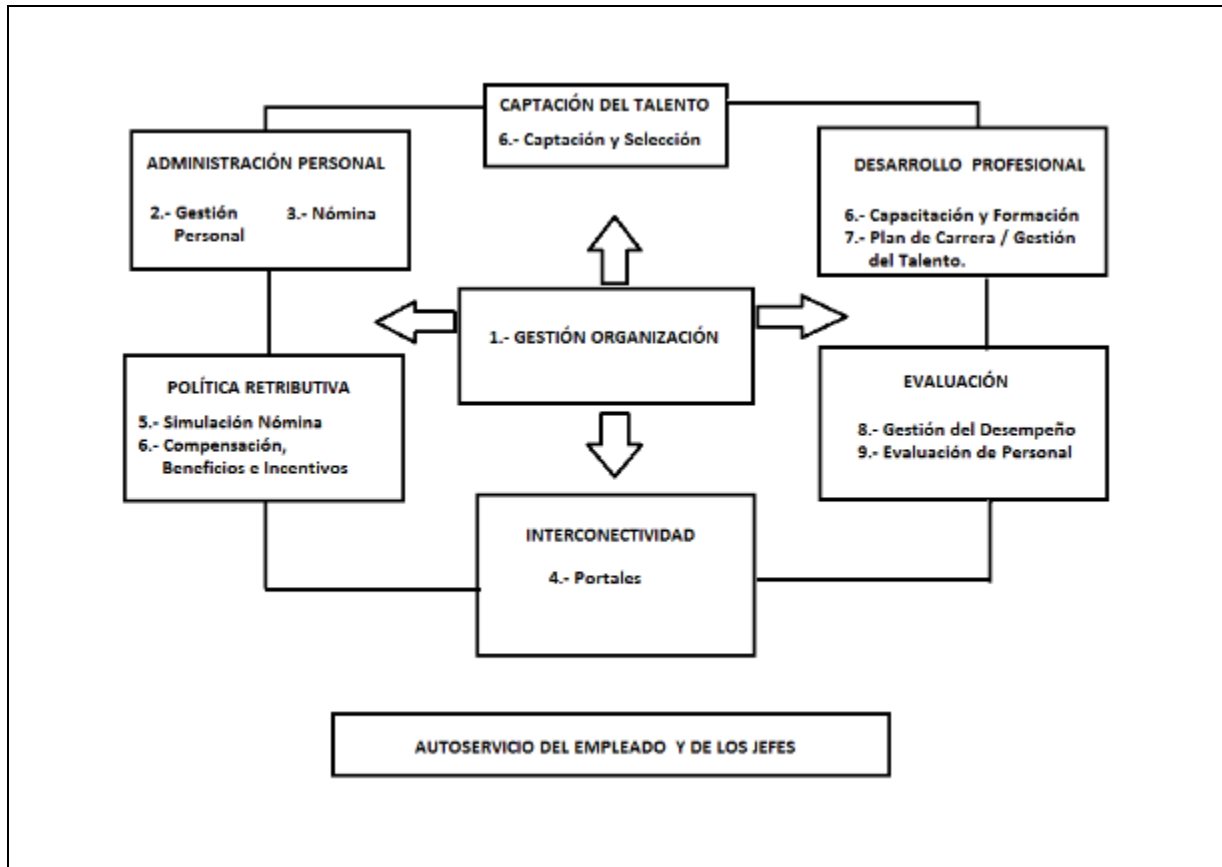 CAPTACIÓN DEL TALENTO
6.- Captación y Selección
ADMINISTRACIÓN PERSONAL
2.- Gestión
Personal
3.- Nómina
DESARROLLO PROFESIONAL
6.- Capacitación y Formación
7.- Plan de Carrera / Gestión
del Talento.
1.- GESTIÓN ORGANIZACIÓN
POLÍTICA RETRIBUTIVA
5.- Simulación Nómina
6.- Compensación,
Beneficios e Incentivos
EVALUACIÓN
8.- Gestión del Desempeño
9.- Evaluación de Personal
INTERCONECTIVIDAD
4.- Portales
AUTOSERVICIO DEL EMPLEADO Y DE LOS JEFES